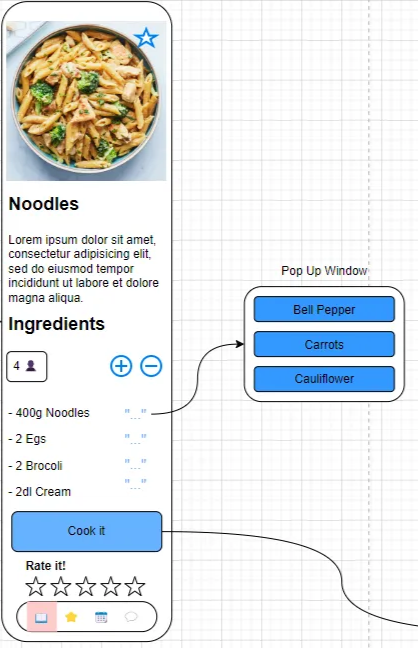 Noodles
Lorem ipsum dolor sit amet,
consectetur adipisicing elit,
sed do eiusmod tempor
incididunt ut labore et dolore
magna aliqua.
Ingredients
4
- 400g Noodles "..."
- 2 Egs "..."
- 2 Brocoli "..."
- 2dl Cream "..."
Cook it
Rate it!
Pop Up Window
Bell Pepper
Carrots
Cauliflower